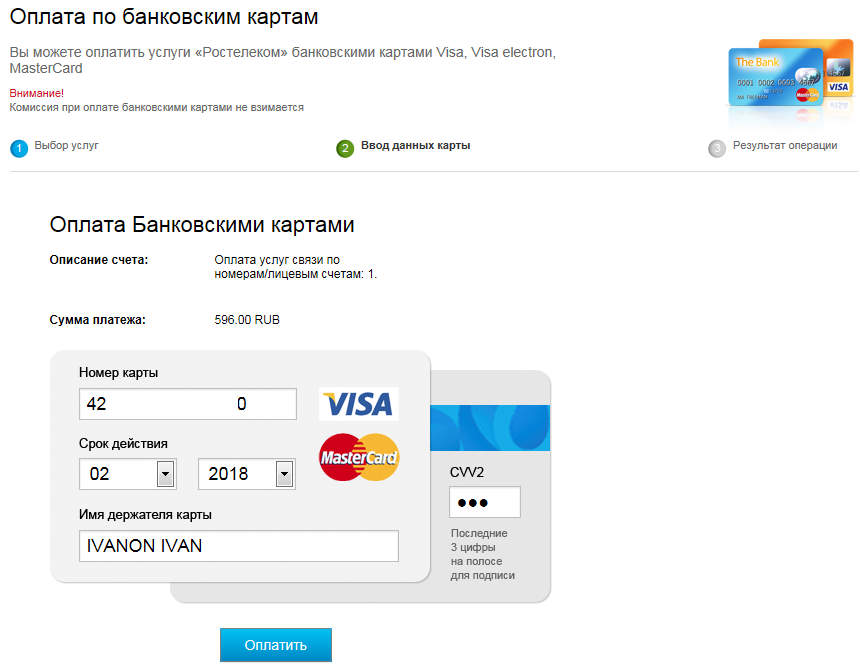 Оплата по банковским картам
Вы можете оплатить услуги «Ростелеком» банковскими картами Visa, Visa electron,
MasterCard
Внимание!
Комиссия при оплате банковскими картами не взимается
The Bank
VISA
MasterCard
1 Выбор услуг
2 Ввод данных карты
3 Результат операции
Оплата Банковскими картами
Описание счета:
Оплата услуг связи по
номерам/лицевым счетам: 1.
Сумма платежа:
596.00 RUB
Номер карты
42 0
VISA
Срок действия
02 2018
MasterCard
CVV2
●●●
Имя держателя карты
IVANON IVAN
Последние
3 цифры
на полосе
для подписи
Оплатить